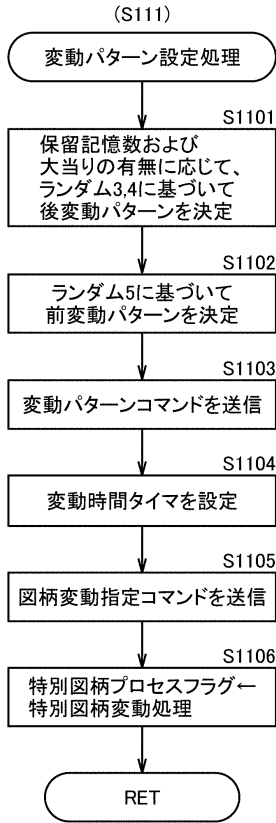 (S111)
変動パターン設定処理
S1101
保留記憶数および
大当りの有無に応じて、
ランダム3,4に基づいて
後変動パターンを決定
S1102
ランダム5に基づいて
前変動パターンを決定
S1103
変動パターンコマンドを送信
S1104
変動時間タイマを設定
S1105
図柄変動指定コマンドを送信
S1106
特別図柄プロセスフラグ←
特別図柄変動処理
RET